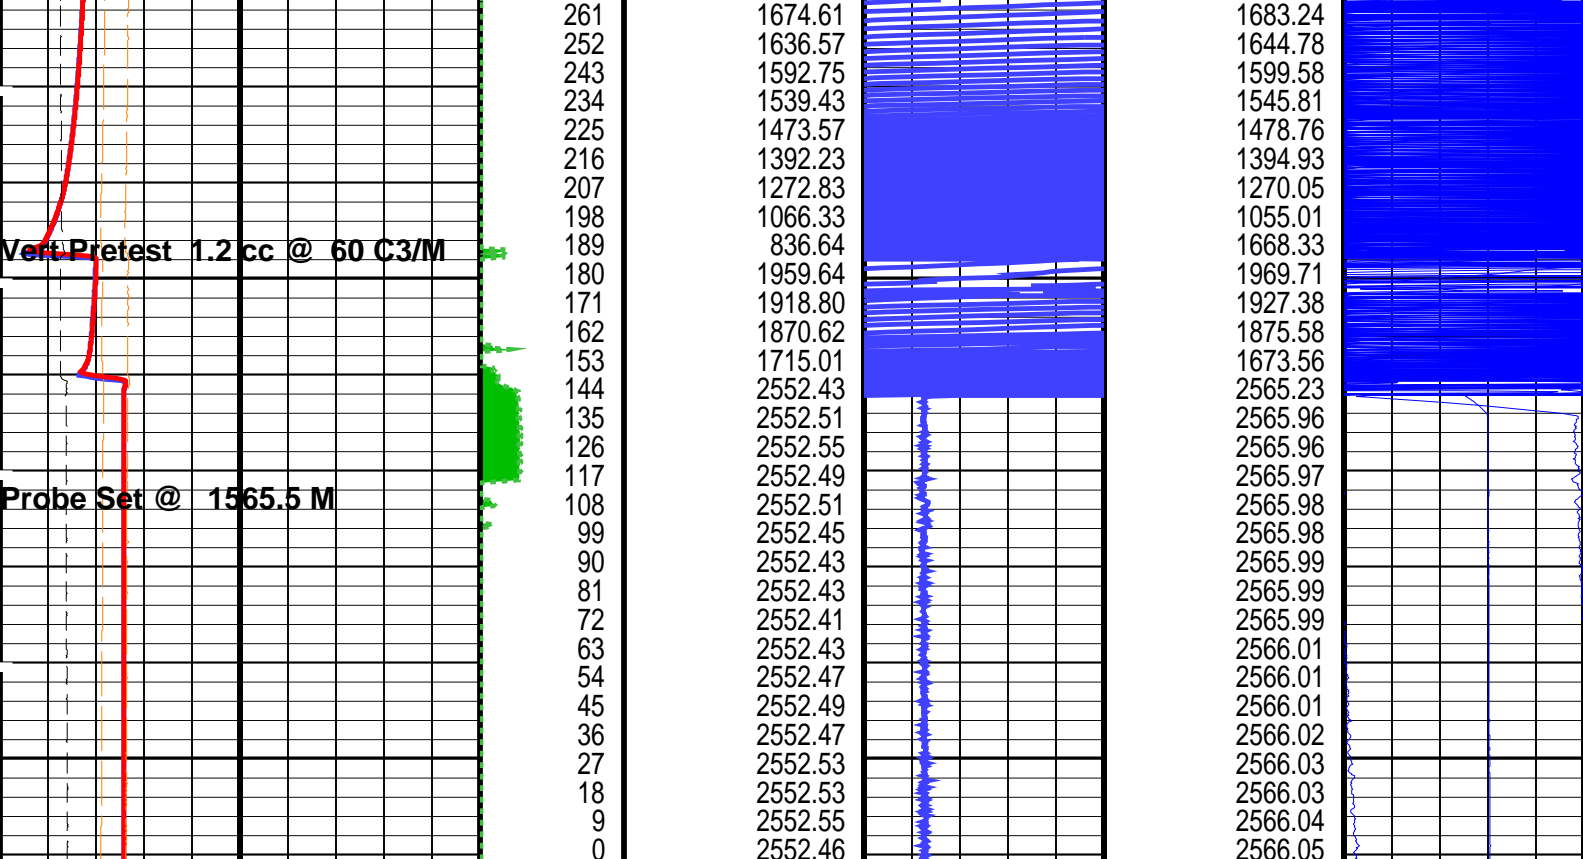 261 1674.61 1683.24
252 1636.57 1644.78
243 1592.75 1599.58
234 1539.43 1545.81
225 1473.57 1478.76
216 1392.23 1394.93
207 1272.83 1270.05
198 1066.33 1055.01
189 836.64 1668.33
Vert Pretest 1.2 cc @ 60 C3/M
180 1959.64 1969.71
171 1918.80 1927.38
162 1870.62 1875.58
153 1715.01 1673.56
144 2552.43 2565.23
135 2552.51 2565.96
126 2552.55 2565.96
117 2552.49 2565.97
Probe Set @ 1565.5 M
108 2552.51 2565.98
99 2552.45 2565.98
90 2552.43 2565.99
81 2552.43 2565.99
72 2552.41 2565.99
63 2552.43 2566.01
54 2552.47 2566.01
45 2552.49 2566.01
36 2552.47 2566.02
27 2552.53 2566.03
18 2552.53 2566.03
9 2552.55 2566.04
0 2552.46 2566.05